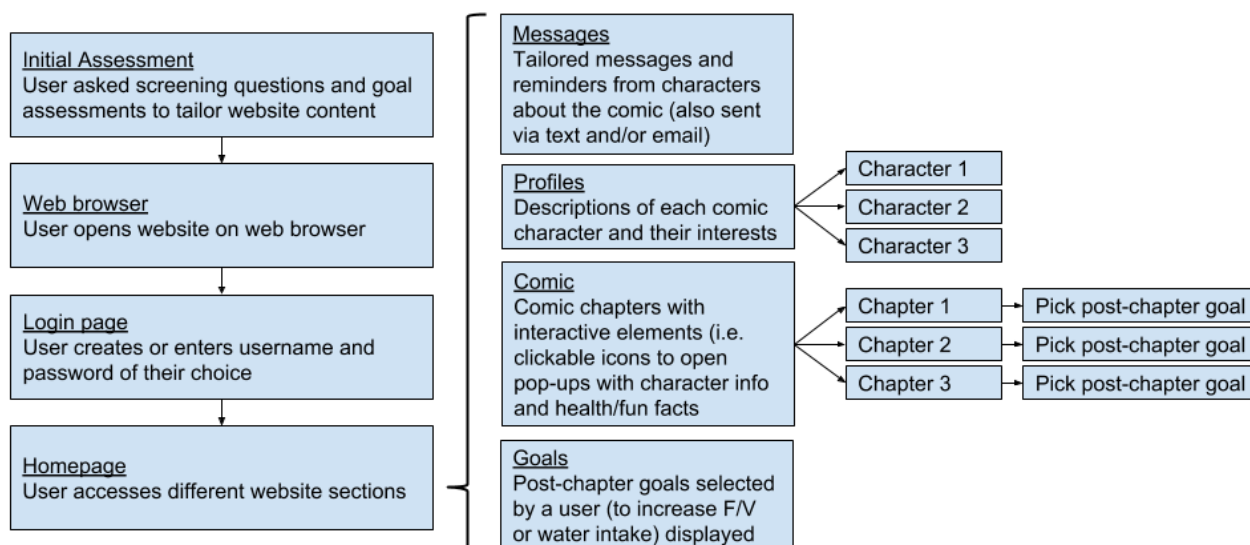 Initial Assessment
User asked screening questions and goal
assessments to tailor website content
Web browser
User opens website on web browser
Login page
User creates or enters username and
password of their choice
Homepage
User accesses different website sections
Messages
Tailored messages and
reminders from characters
about the comic (also sent
via text and/or email)
Profiles
Descriptions of each comic
character and their interests
Character 1
Character 2
Character 3
Comic
Comic chapters with
interactive elements (i.e.
clickable icons to open
pop-ups with character info
and health/fun facts
Chapter 1
Pick post-chapter goal
Chapter 2
Pick post-chapter goal
Chapter 3
Pick post-chapter goal
Goals
Post-chapter goals selected
by a user (to increase F/V
or water intake) displayed